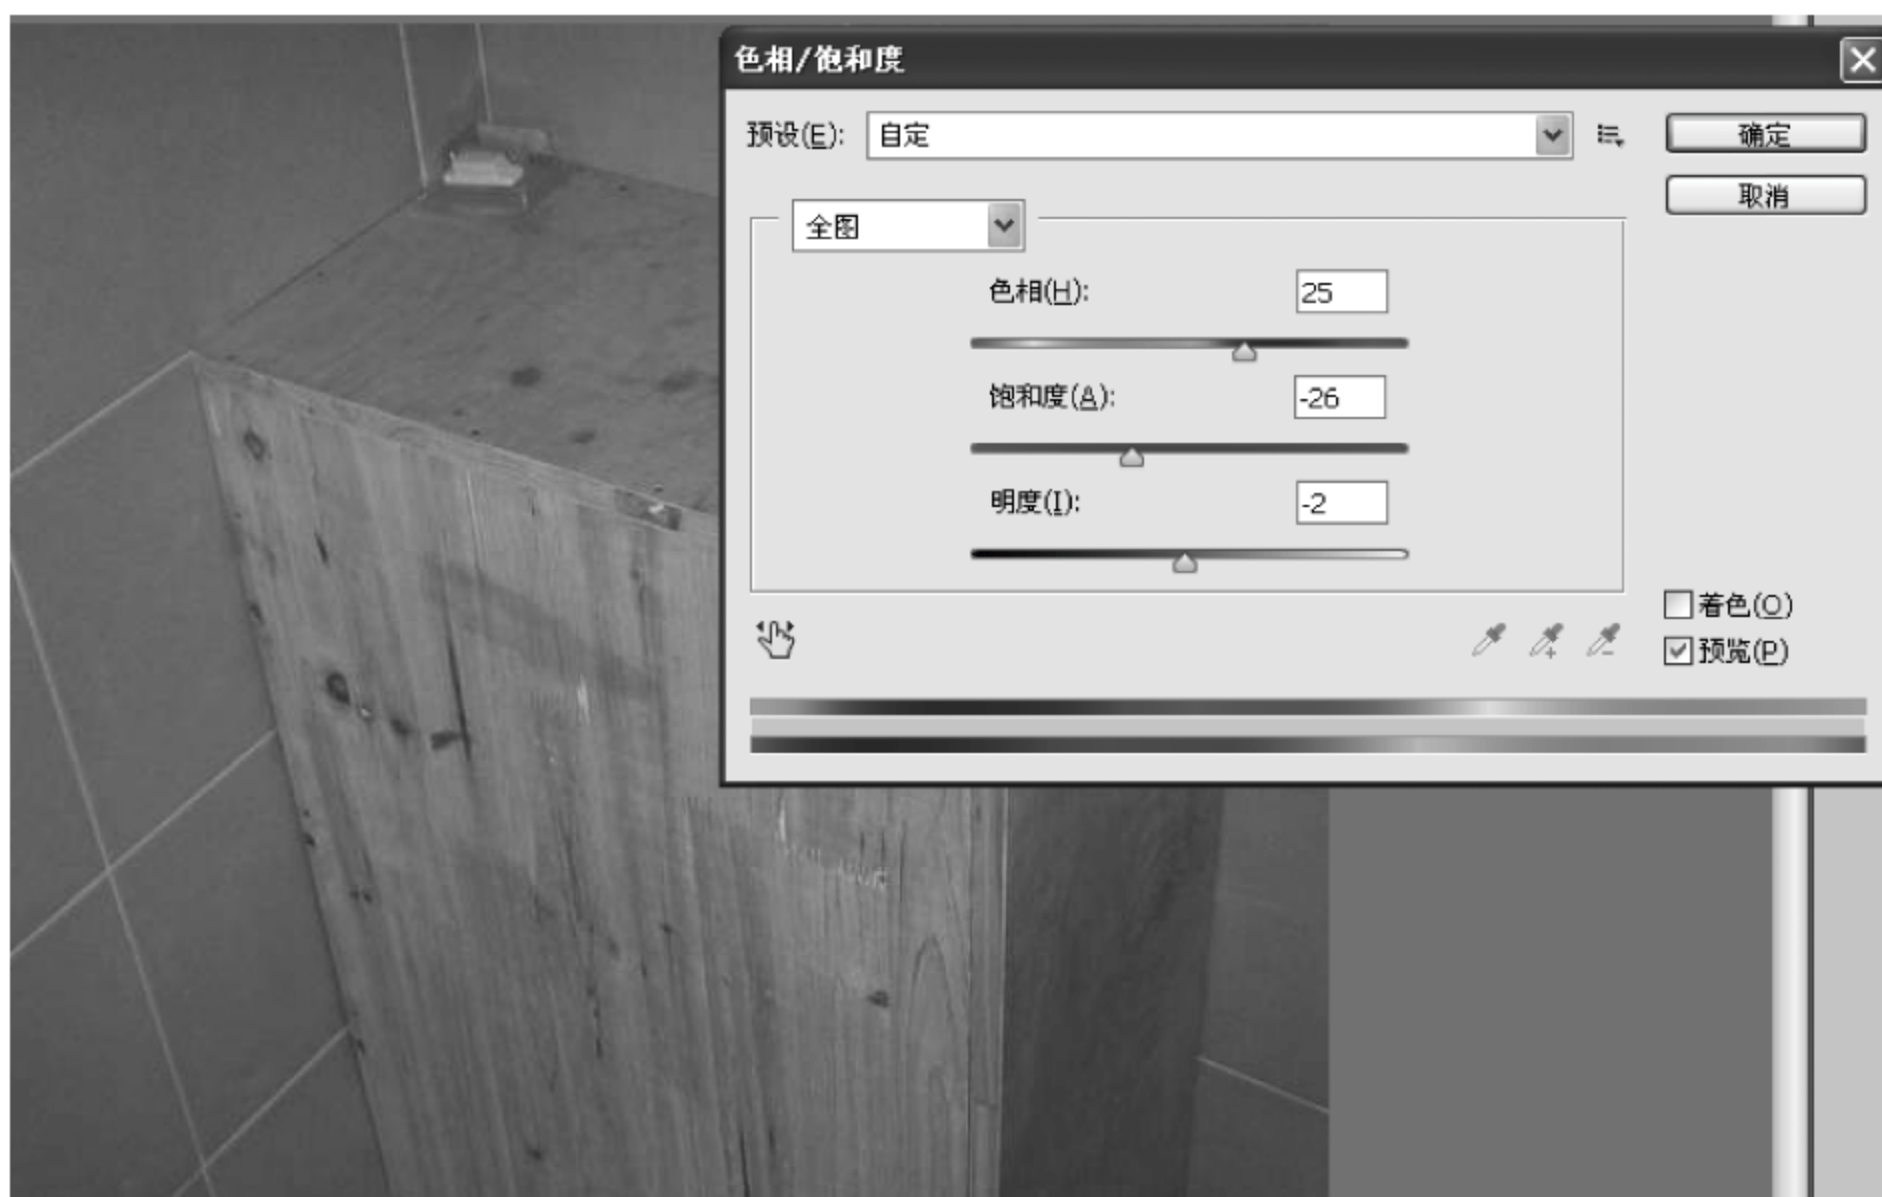 色相/饱和度
预设(E): 自定
确定
取消
全图
色相(H): 25
饱和度(A): -26
明度(I): -2
着色(O)
预览(P)